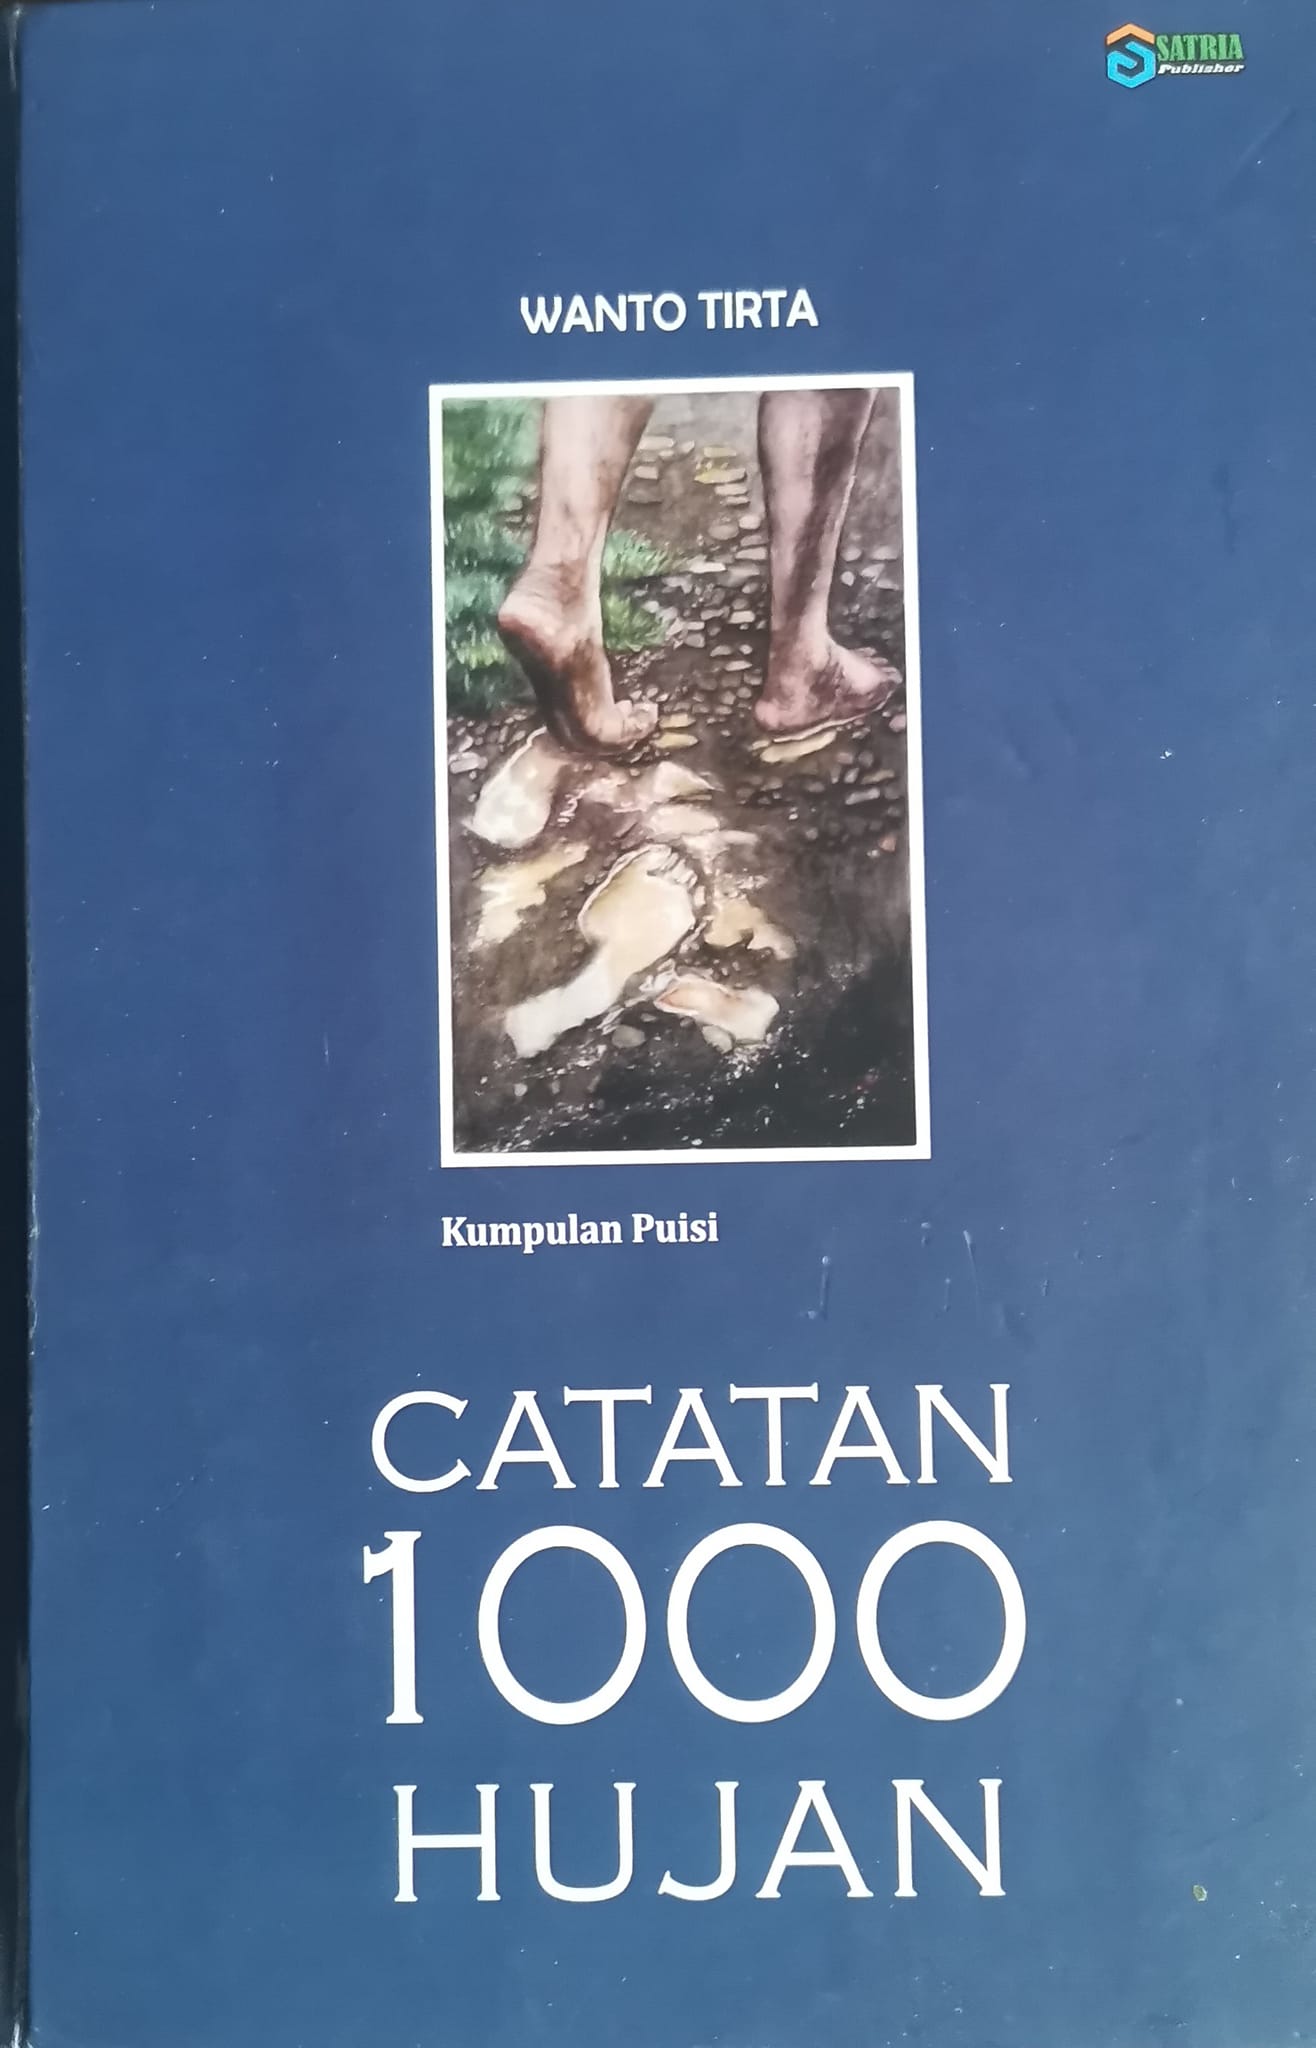 SATRIA
Publisher
WANTO TIRTA
Kumpulan Puisi
CATATAN
1000
HUJAN